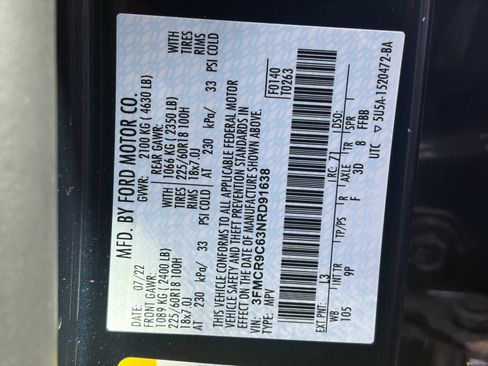 MFD. BY FORD MOTOR CO.
DATE: 07/22 GVWR: 2100 KG ( 4630 LB)
FRONT GAWR: REAR GAWR:
1089 KG ( 2400 LB) 1066 KG ( 2350 LB) WITH
225/60R18 100H 225/60R18 100H TIRES
18x7.0J 18x7.0J RIMS
AT 230 kPa/ 33 PSI COLD AT 230 kPa/ 33 PSI COLD
THIS VEHICLE CONFORMS TO ALL APPLICABLE FEDERAL MOTOR
VEHICLE SAFETY AND THEFT PREVENTION STANDARDS IN
EFFECT ON THE DATE OF MANUFACTURE SHOWN ABOVE.
VIN: 3FMCR9C63NRD91638 F0140
TYPE: MPV T0263
EXT PNT: L3 RC: 71 DSO:
WB TP/PS R AXLE TR SPR
105 9P F 3D 8 FFBB
UTC 5U5A-1520472-BA
WITH
TIRES
RIMS